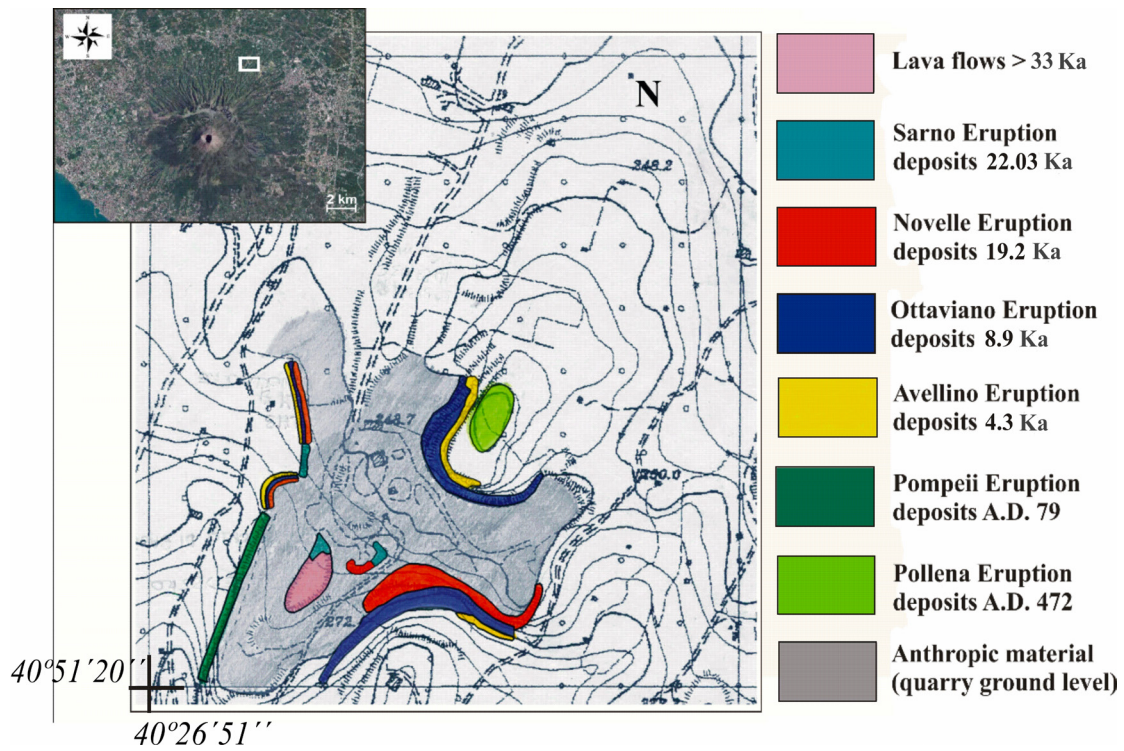 2 km
N
348.2
248.7
272
40º51´20´´
40º26´51´´
Lava flows > 33 Ka
Sarno Eruption
deposits 22.03 Ka
Novelle Eruption
deposits 19.2 Ka
Ottaviano Eruption
deposits 8.9 Ka
Avellino Eruption
deposits 4.3 Ka
Pompeii Eruption
deposits A.D. 79
Pollena Eruption
deposits A.D. 472
Anthropic material
(quarry ground level)